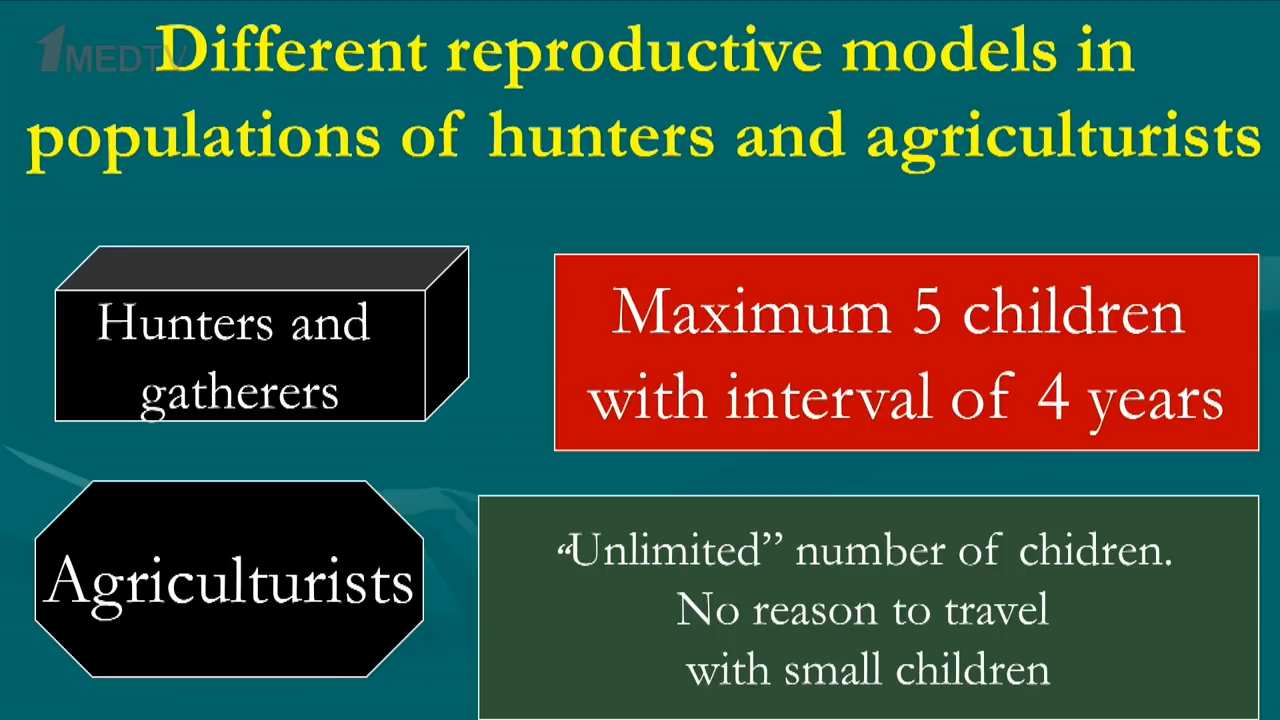 1MEDTV
Different reproductive models in
populations of hunters and agriculturists
Hunters and
gatherers
Maximum 5 children
with interval of 4 years
Agriculturists
“Unlimited” number of chidren.
No reason to travel
with small children